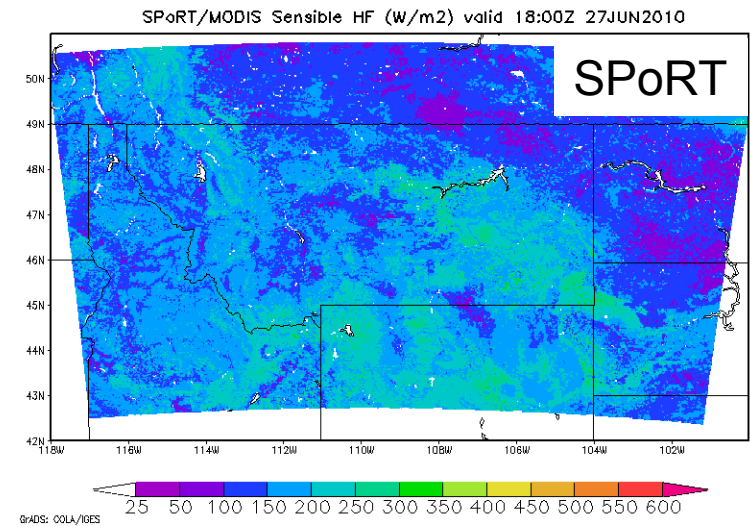 SPoRT/MODIS Sensible HF (W/m2) valid 18:00Z 27JUN2010
SPoRT
50N
49N
48N
47N
46N
45N
44N
43N
42N
118W 116W 114W 112W 110W 108W 106W 104W 102W
25 50 100 150 200 250 300 350 400 450 500 550 600
GrADS: COLA/IGES